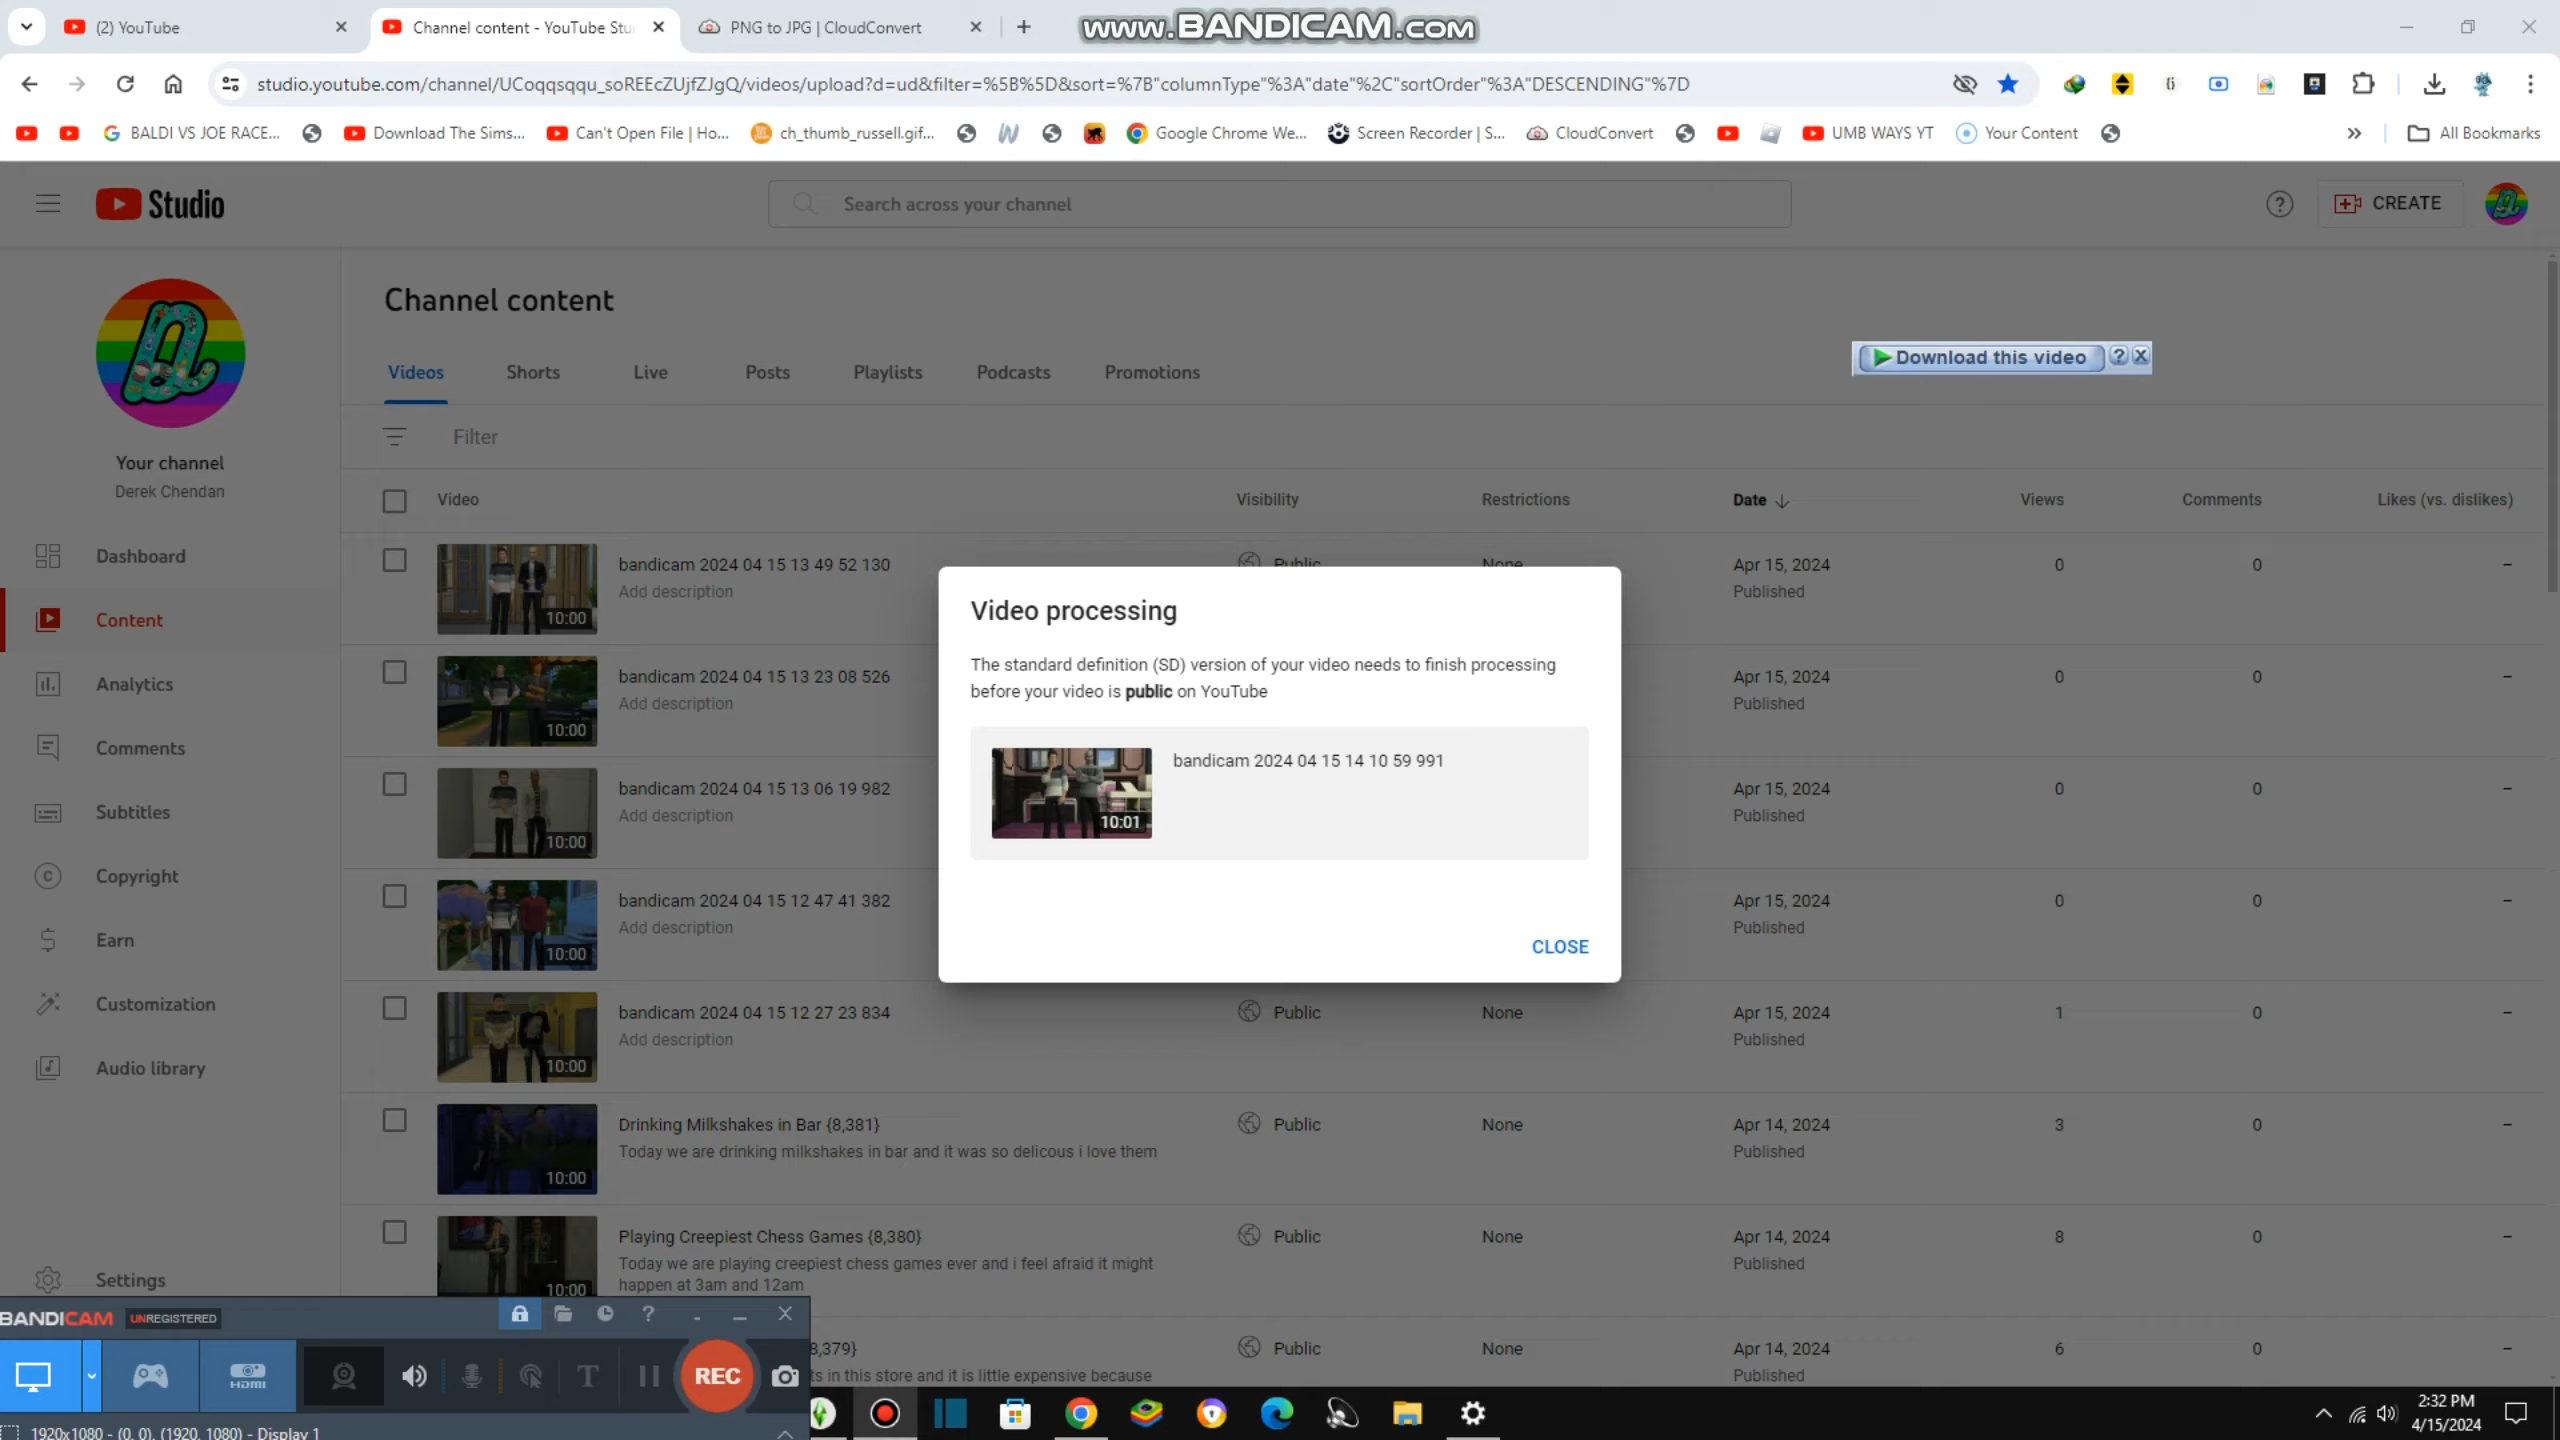 (2) YouTube
Channel content - YouTube Stu
PNG to JPG | CloudConvert
www.BANDICAM.com
studio.youtube.com/channel/UCoqqsqqu_soREEcZUjfZJgQ/videos/upload?d=ud&filter=%5B%5D&sort=%7B"columnType"%3A"date"%2C"sortOrder"%3A"DESCENDING"%7D
BALDI VS JOE RACE...
Download The Sims...
Can't Open File | Ho...
ch_thumb_russell.gif...
Google Chrome We...
Screen Recorder | S...
CloudConvert
UMB WAYS YT
Your Content
All Bookmarks
Studio
Search across your channel
CREATE
Channel content
Download this video
Videos
Shorts
Live
Posts
Playlists
Podcasts
Promotions
Filter
Your channel
Derek Chendan
Dashboard
Content
Analytics
Comments
Subtitles
Copyright
Earn
Customization
Audio library
Settings
Video
Visibility
Restrictions
Date
Views
Comments
Likes (vs. dislikes)
10:00
bandicam 2024 04 15 13 49 52 130
Add description
Public
None
Apr 15, 2024
Published
0
0
–
10:00
bandicam 2024 04 15 13 23 08 526
Add description
Apr 15, 2024
Published
0
0
–
10:00
bandicam 2024 04 15 13 06 19 982
Add description
Apr 15, 2024
Published
0
0
–
10:00
bandicam 2024 04 15 12 47 41 382
Add description
Apr 15, 2024
Published
0
0
–
10:00
bandicam 2024 04 15 12 27 23 834
Add description
Public
None
Apr 15, 2024
Published
1
0
–
10:00
Drinking Milkshakes in Bar {8,381}
Today we are drinking milkshakes in bar and it was so delicous i love them
Public
None
Apr 14, 2024
Published
3
0
–
10:00
Playing Creepiest Chess Games {8,380}
Today we are playing creepiest chess games ever and i feel afraid it might
happen at 3am and 12am
Public
None
Apr 14, 2024
Published
8
0
–
8,379}
ts in this store and it is little expensive because
Public
None
Apr 14, 2024
Published
6
0
–
Video processing
The standard definition (SD) version of your video needs to finish processing
before your video is public on YouTube
10:01
bandicam 2024 04 15 14 10 59 991
CLOSE
BANDICAM
UNREGISTERED
HDMI
T
REC
1920x1080 - (0, 0), (1920, 1080) - Display 1
2:32 PM
4/15/2024